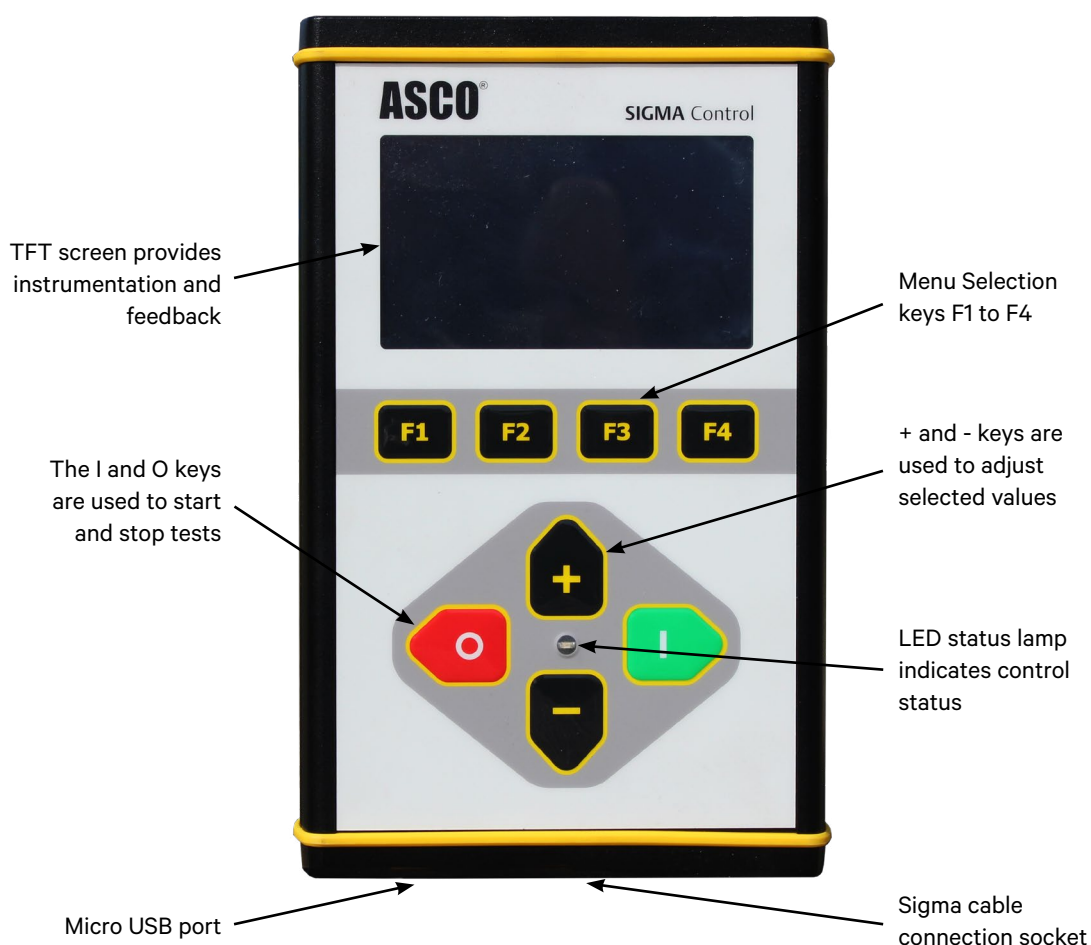 ASCO®
SIGMA Control
TFT screen provides
instrumentation and
feedback
Menu Selection
keys F1 to F4
F1 F2 F3 F4
+ and - keys are
used to adjust
selected values
The I and O keys
are used to start
and stop tests
+
O
I
−
LED status lamp
indicates control
status
Micro USB port
Sigma cable
connection socket